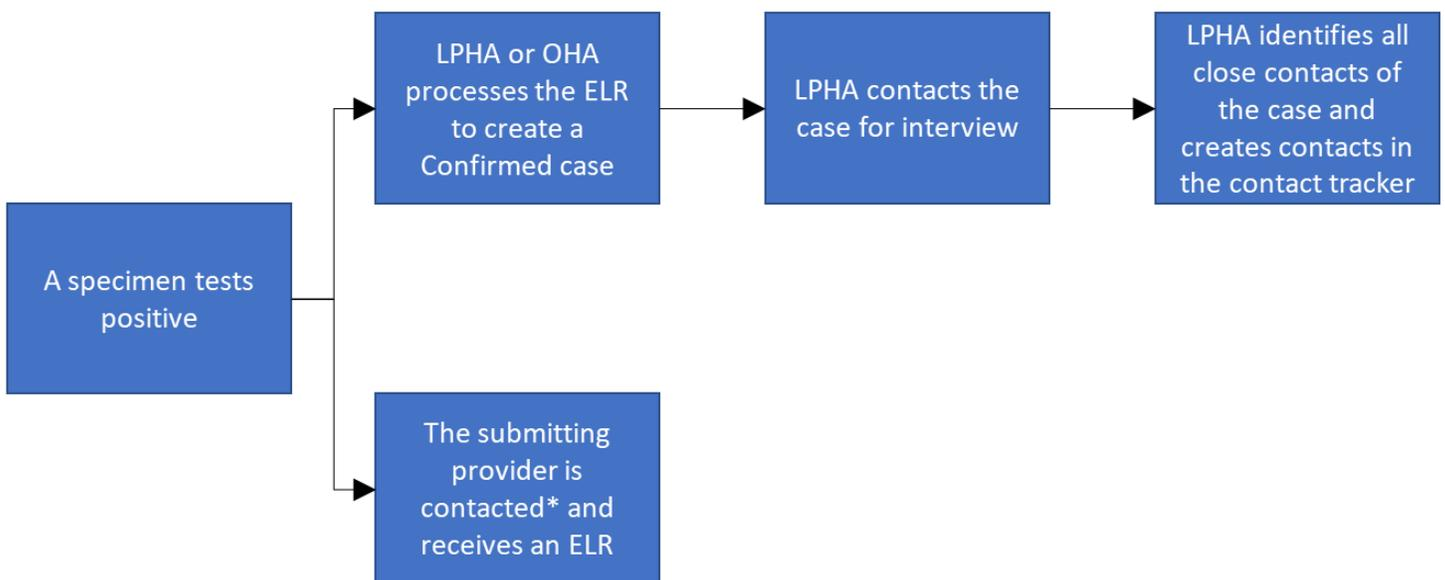 A specimen tests
positive
LPHA or OHA
processes the ELR
to create a
Confirmed case
LPHA contacts the
case for interview
LPHA identifies all
close contacts of
the case and
creates contacts in
the contact tracker
The submitting
provider is
contacted* and
receives an ELR